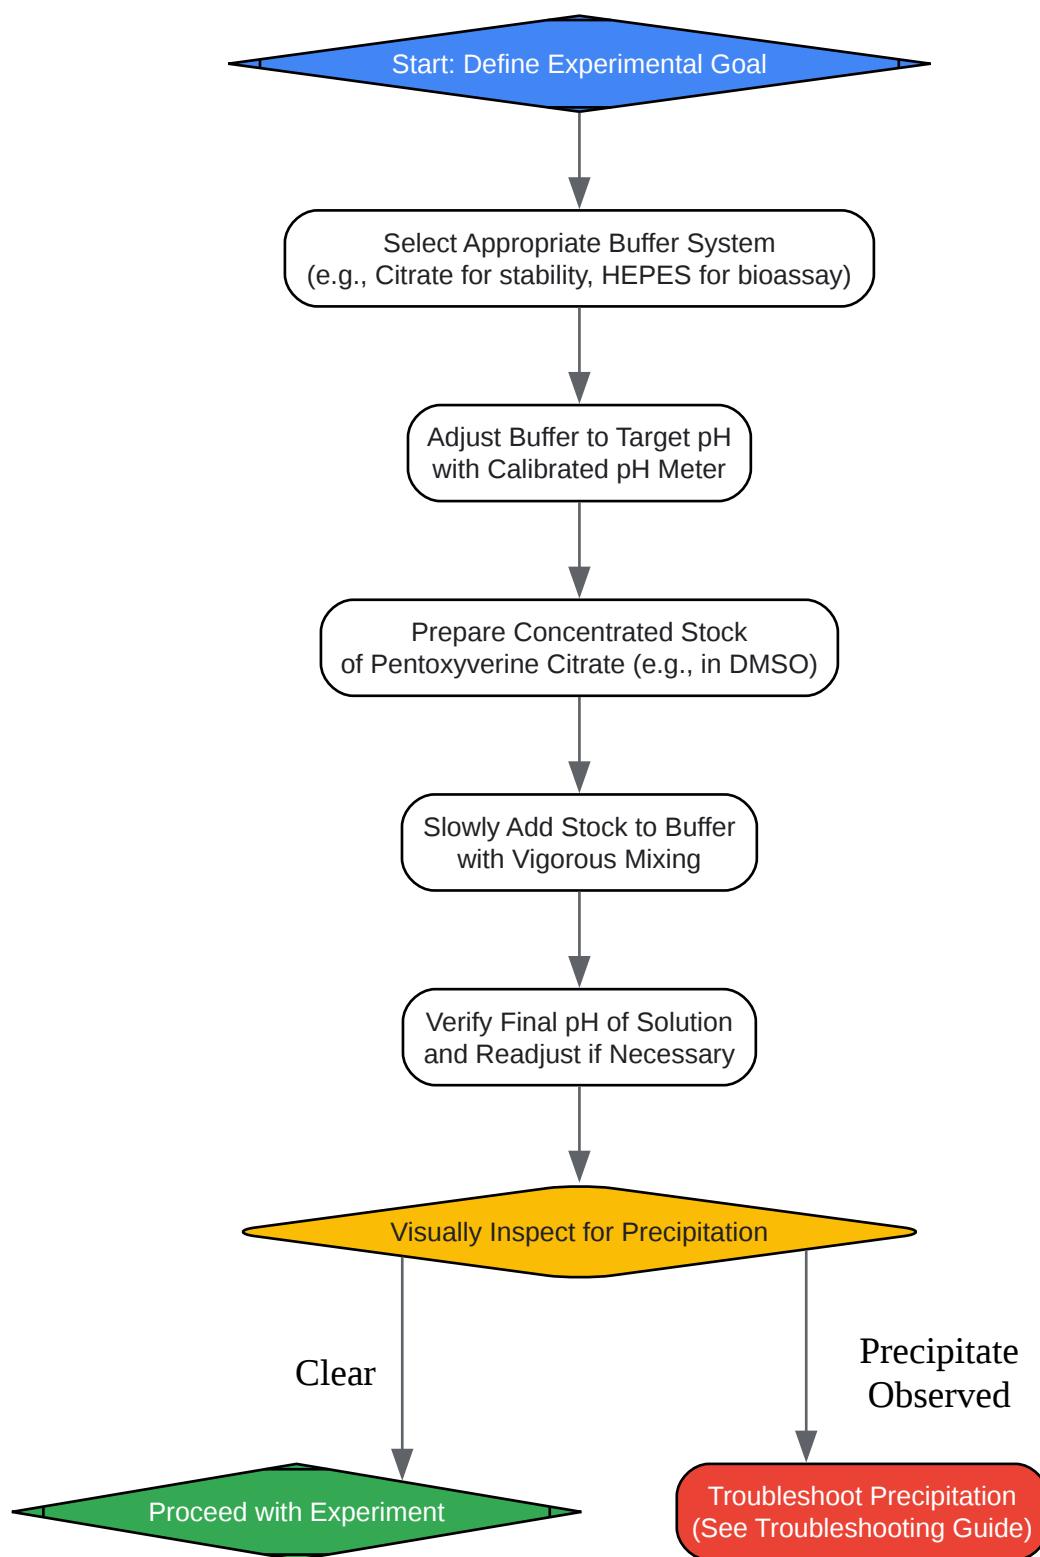 Start: Define Experimental Goal
Select Appropriate Buffer System
(e.g., Citrate for stability, HEPES for bioassay)
Adjust Buffer to Target pH
with Calibrated pH Meter
Prepare Concentrated Stock
of Pentoxyverine Citrate (e.g., in DMSO)
Slowly Add Stock to Buffer
with Vigorous Mixing
Verify Final pH of Solution
and Readjust if Necessary
Visually Inspect for Precipitation
Clear
Precipitate
Observed
Proceed with Experiment
Troubleshoot Precipitation
(See Troubleshooting Guide)